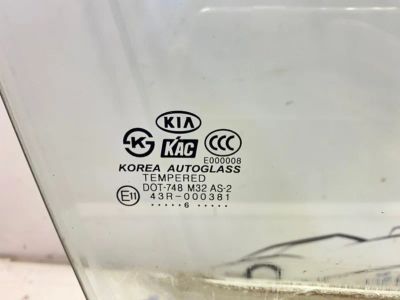 KIA
KAC
E000008
KOREA AUTOGLASS
TEMPERED
DOT-748 M32 AS-2
E11 43R-000381
.....6....